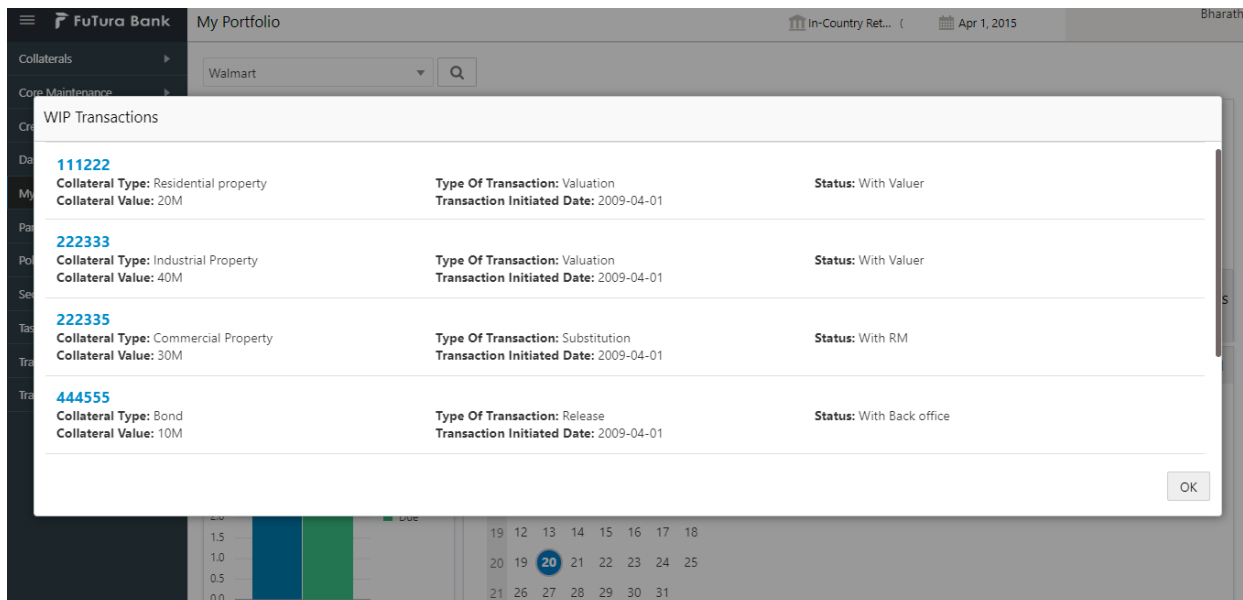 FuTura Bank
My Portfolio
In-Country Ret... (
Apr 1, 2015
Bharath
Collaterals
Walmart
Core Maintenance
WIP Transactions
111222
Collateral Type: Residential property Type Of Transaction: Valuation Status: With Valuer
Collateral Value: 20M Transaction Initiated Date: 2009-04-01
222333
Collateral Type: Industrial Property Type Of Transaction: Valuation Status: With Valuer
Collateral Value: 40M Transaction Initiated Date: 2009-04-01
222335
Collateral Type: Commercial Property Type Of Transaction: Substitution Status: With RM
Collateral Value: 30M Transaction Initiated Date: 2009-04-01
444555
Collateral Type: Bond Type Of Transaction: Release Status: With Back office
Collateral Value: 10M Transaction Initiated Date: 2009-04-01
OK
Due
1.5
1.0
0.5
0.0
19 12 13 14 15 16 17 18
20 19 20 21 22 23 24 25
21 26 27 28 29 30 31